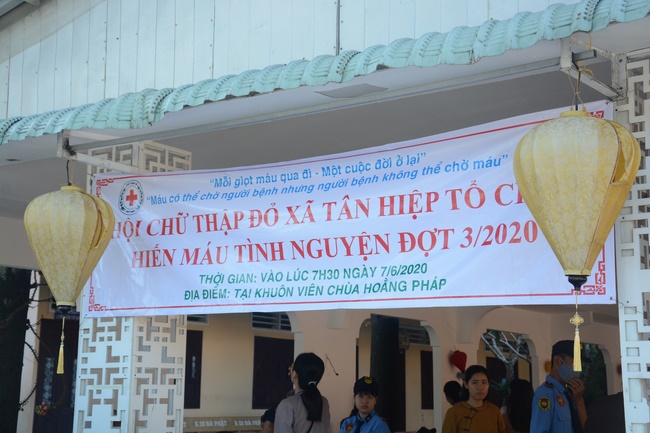 "Mỗi giọt máu qua đi - Một cuộc đời ở lại"
"Máu có thể chờ người bệnh nhưng người bệnh không thể chờ máu"
HỘI CHỮ THẬP ĐỎ XÃ TÂN HIỆP TỔ C
HIẾN MÁU TÌNH NGUYỆN ĐỢT 3/2020
THỜI GIAN: VÀO LÚC 7H30 NGÀY 7/6/2020
ĐỊA ĐIỂM: TẠI KHUÔN VIÊN CHÙA HOẰNG PHÁP